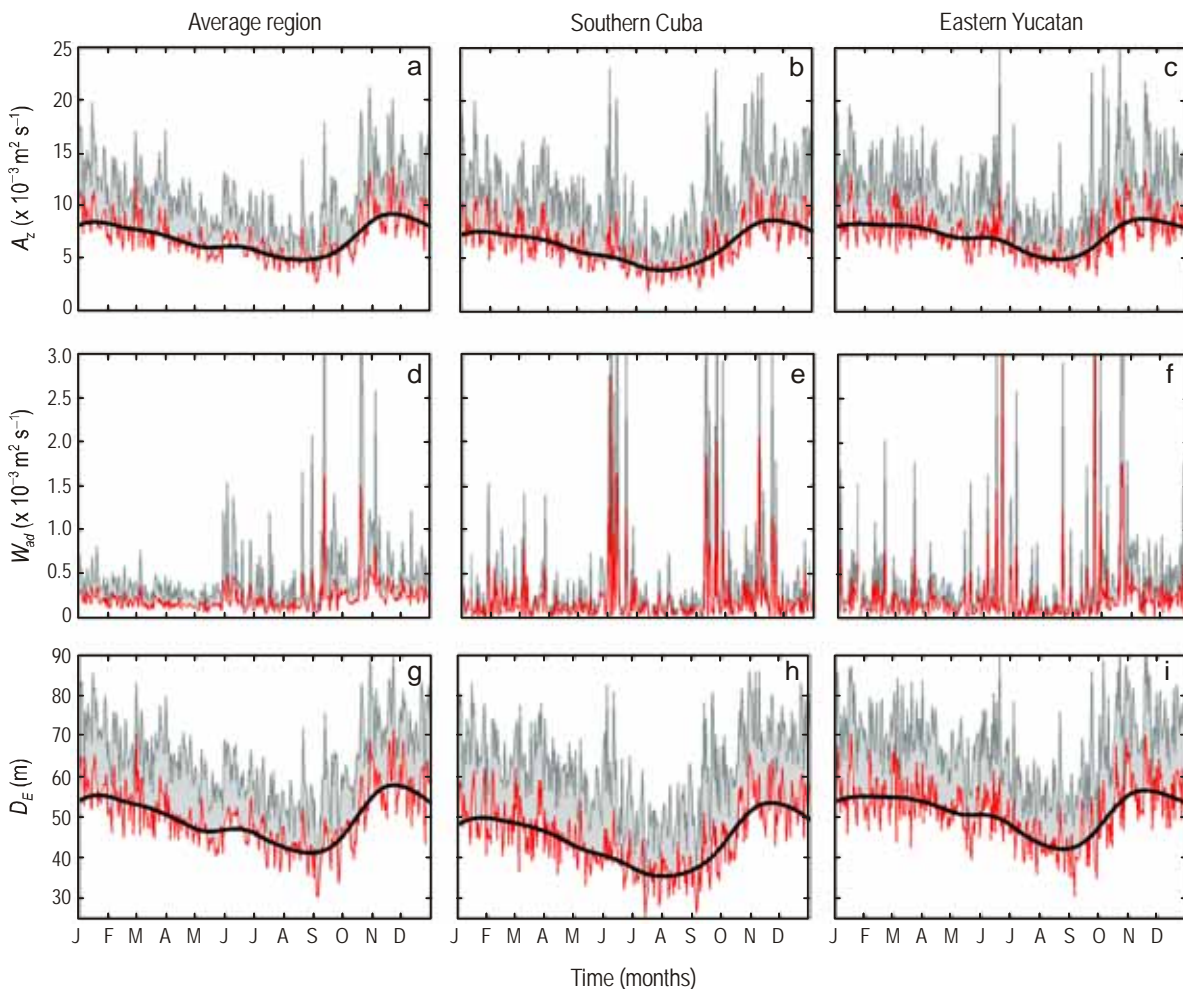 Average region Southern Cuba Eastern Yucatan
A_z (x 10⁻³ m² s⁻¹)
25
20
15
10
5
0
a
b
c
W_ad (x 10⁻³ m² s⁻¹)
3.0
2.5
2.0
1.5
1.0
0.5
0
d
e
f
D_E (m)
90
80
70
60
50
40
30
g
h
i
J F M A M J J A S O N D J F M A M J J A S O N D J F M A M J J A S O N D
Time (months)